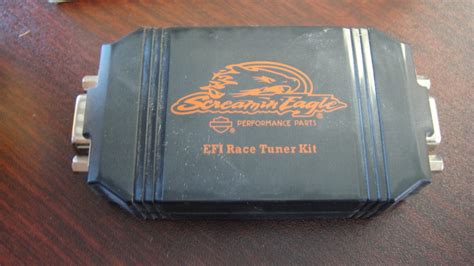 Screamin' Eagle
PERFORMANCE PARTS
EFI Race Tuner Kit